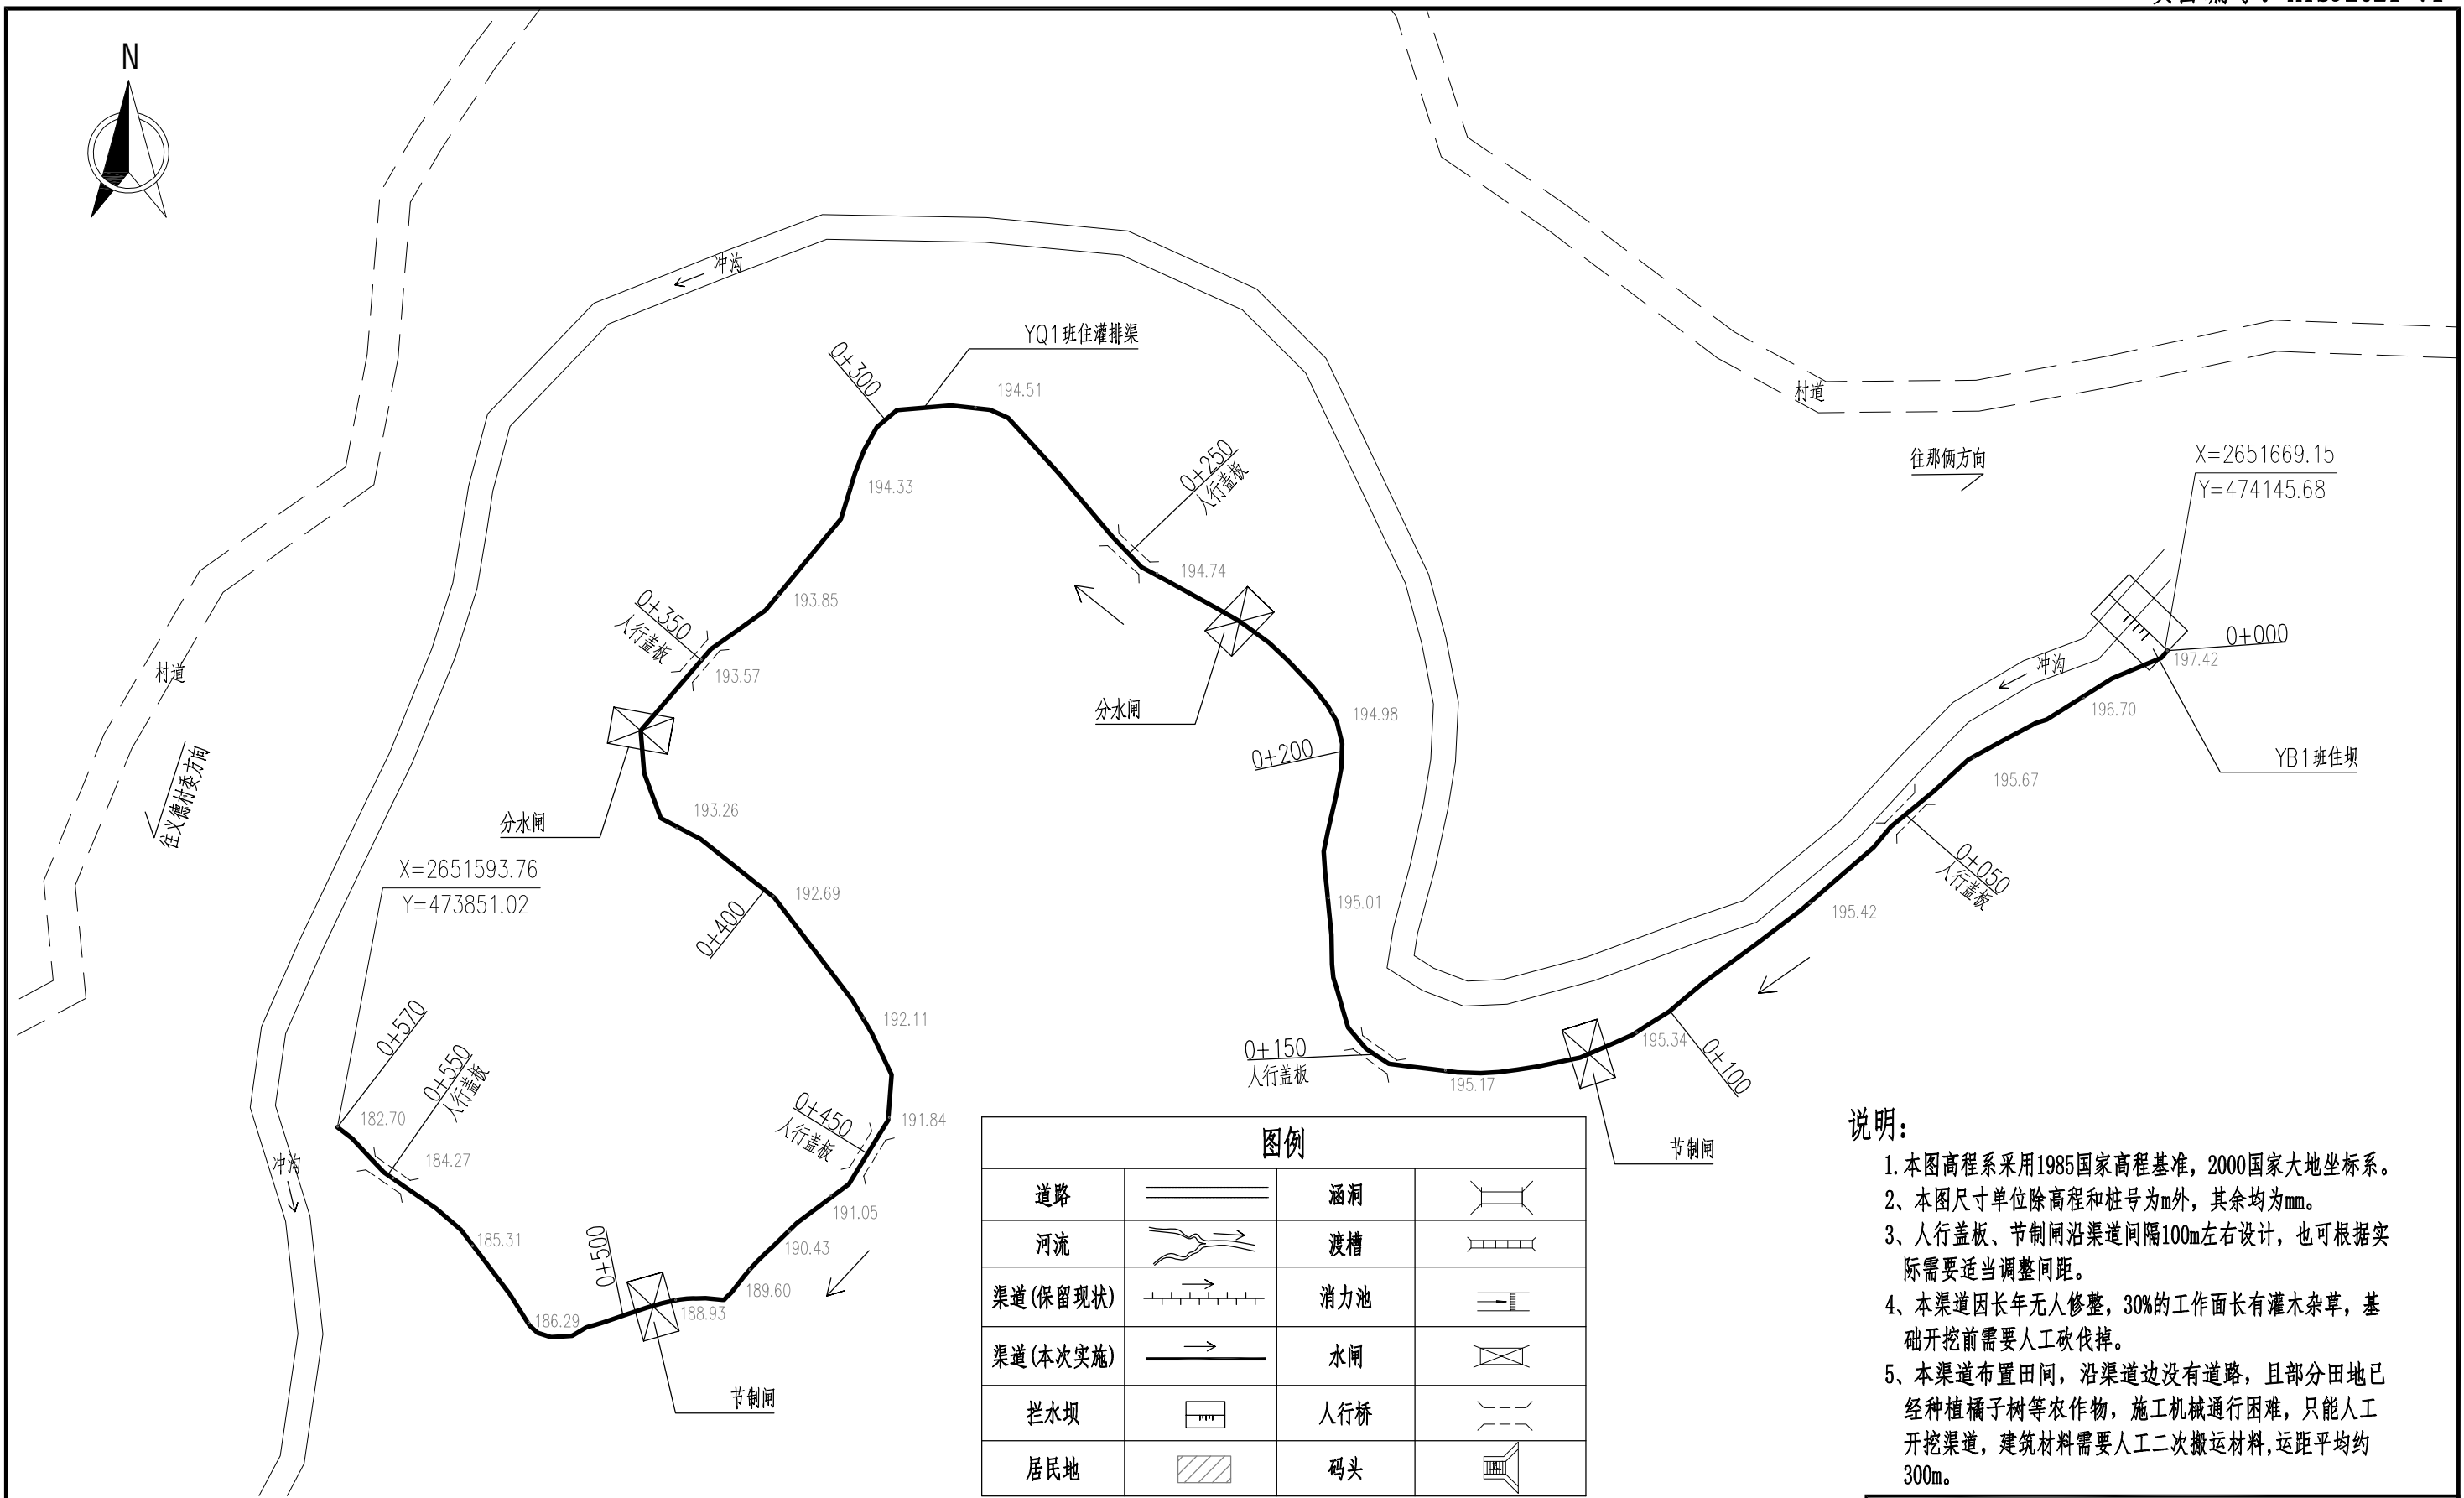 N
冲沟
YQ1班住灌排渠
0+300
194.51
194.33
0+250
人行盖板
194.74
村道
往那俩方向
X=2651669.15
Y=474145.68
0+000
197.42
冲沟
196.70
YB1班住坝
195.67
0+050
人行盖板
195.42
193.85
0+350
人行盖板
193.57
分水闸
分水闸
194.98
0+200
村道
往义德村委方向
193.26
X=2651593.76
Y=473851.02
192.69
0+400
195.01
192.11
0+150
人行盖板
195.17
195.34
0+100
节制闸
0+570
0+550
人行盖板
182.70
184.27
冲沟
0+450
人行盖板
191.84
191.05
190.43
189.60
188.93
0+500
185.31
186.29
节制闸
图例
道路
涵洞
河流
渡槽
渠道(保留现状)
消力池
渠道(本次实施)
水闸
拦水坝
人行桥
居民地
码头
说明：
1.本图高程系采用1985国家高程基准，2000国家大地坐标系。
2、本图尺寸单位除高程和桩号为m外，其余均为mm。
3、人行盖板、节制闸沿渠道间隔100m左右设计，也可根据实
际需要适当调整间距。
4、本渠道因长年无人修整，30%的工作面长有灌木杂草，基
础开挖前需要人工砍伐掉。
5、本渠道布置田间，沿渠道边没有道路，且部分田地已
经种植橘子树等农作物，施工机械通行困难，只能人工
开挖渠道，建筑材料需要人工二次搬运材料,运距平均约
300m。